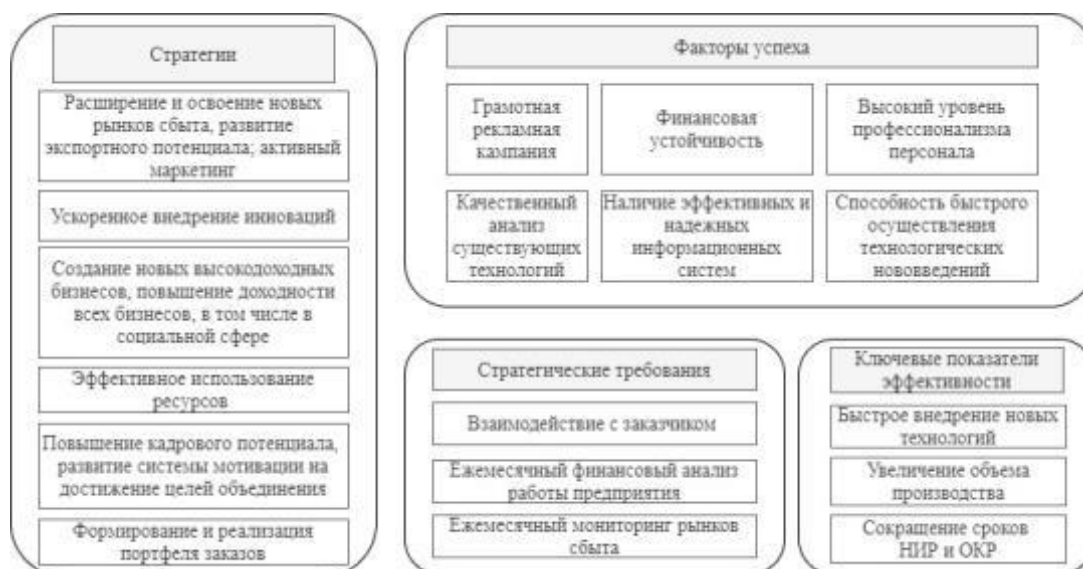 Стратегии
Расширение и освоение новых
рынков сбыта, развитие
экспортного потенциала; активный
маркетинг
Ускоренное внедрение инноваций
Создание новых высокодоходных
бизнесов, повышение доходности
всех бизнесов, в том числе в
социальной сфере
Эффективное использование
ресурсов
Повышение кадрового потенциала,
развитие системы мотивации на
достижение целей объединения
Формирование и реализация
портфеля заказов
Факторы успеха
Грамотная
рекламная
кампания
Финансовая
устойчивость
Высокий уровень
профессионализма
персонала
Качественный
анализ
существующих
технологий
Наличие эффективных и
надежных
информационных
систем
Способность быстрого
осуществления
технологических
нововведений
Стратегические требования
Взаимодействие с заказчиком
Ежемесячный финансовый анализ
работы предприятия
Ежемесячный мониторинг рынков
сбыта
Ключевые показатели
эффективности
Быстрое внедрение новых
технологий
Увеличение объема
производства
Сокращение сроков
НИР и ОКР